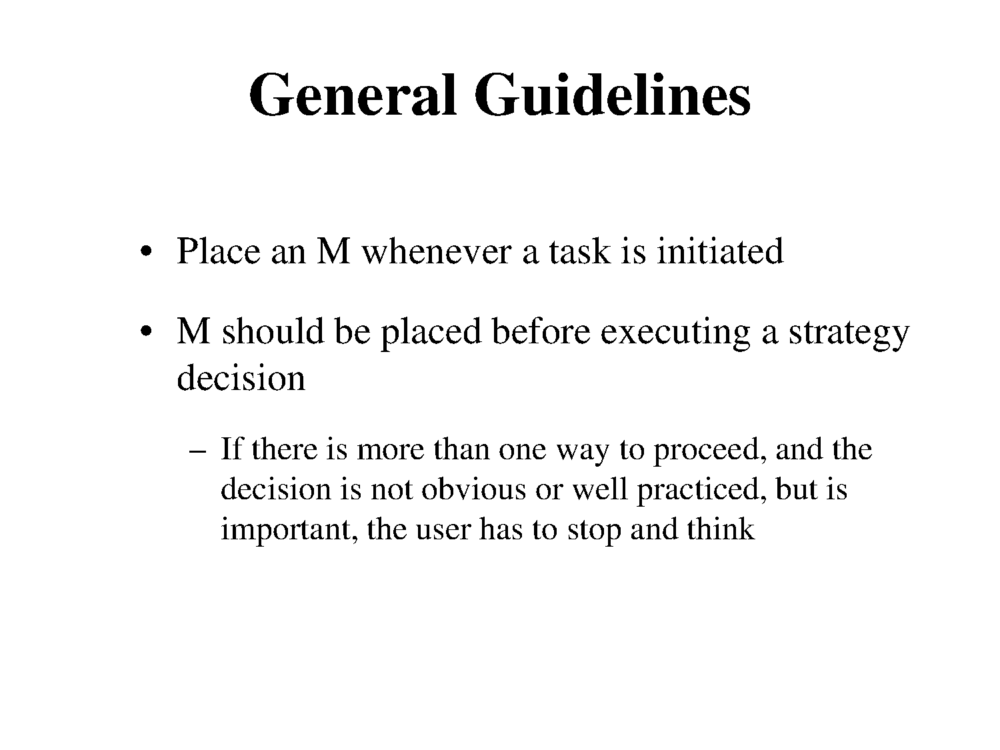 General Guidelines
• Place an M whenever a task is initiated
• M should be placed before executing a strategy
decision
– If there is more than one way to proceed, and the
decision is not obvious or well practiced, but is
important, the user has to stop and think